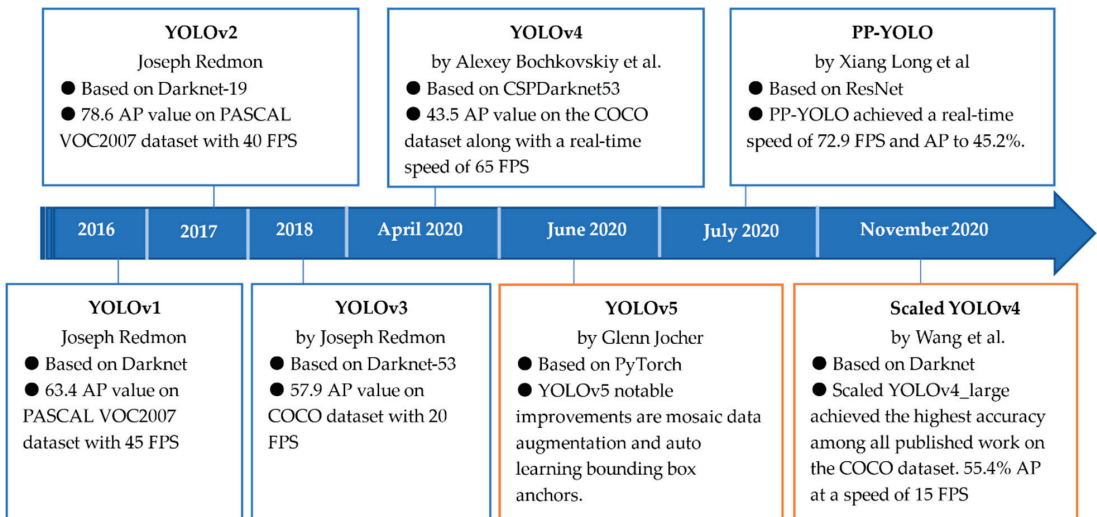 YOLOv2
Joseph Redmon
● Based on Darknet-19
● 78.6 AP value on PASCAL
VOC2007 dataset with 40 FPS
YOLOv4
by Alexey Bochkovskiy et al.
● Based on CSPDarknet53
● 43.5 AP value on the COCO
dataset along with a real-time
speed of 65 FPS
PP-YOLO
by Xiang Long et al
● Based on ResNet
● PP-YOLO achieved a real-time
speed of 72.9 FPS and AP to 45.2%.
2016
2017
2018
April 2020
June 2020
July 2020
November 2020
YOLOv1
Joseph Redmon
● Based on Darknet
● 63.4 AP value on
PASCAL VOC2007
dataset with 45 FPS
YOLOv3
by Joseph Redmon
● Based on Darknet-53
● 57.9 AP value on
COCO dataset with 20
FPS
YOLOv5
by Glenn Jocher
● Based on PyTorch
● YOLOv5 notable
improvements are mosaic data
augmentation and auto
learning bounding box
anchors.
Scaled YOLOv4
by Wang et al.
● Based on Darknet
● Scaled YOLOv4_large
achieved the highest accuracy
among all published work on
the COCO dataset. 55.4% AP
at a speed of 15 FPS